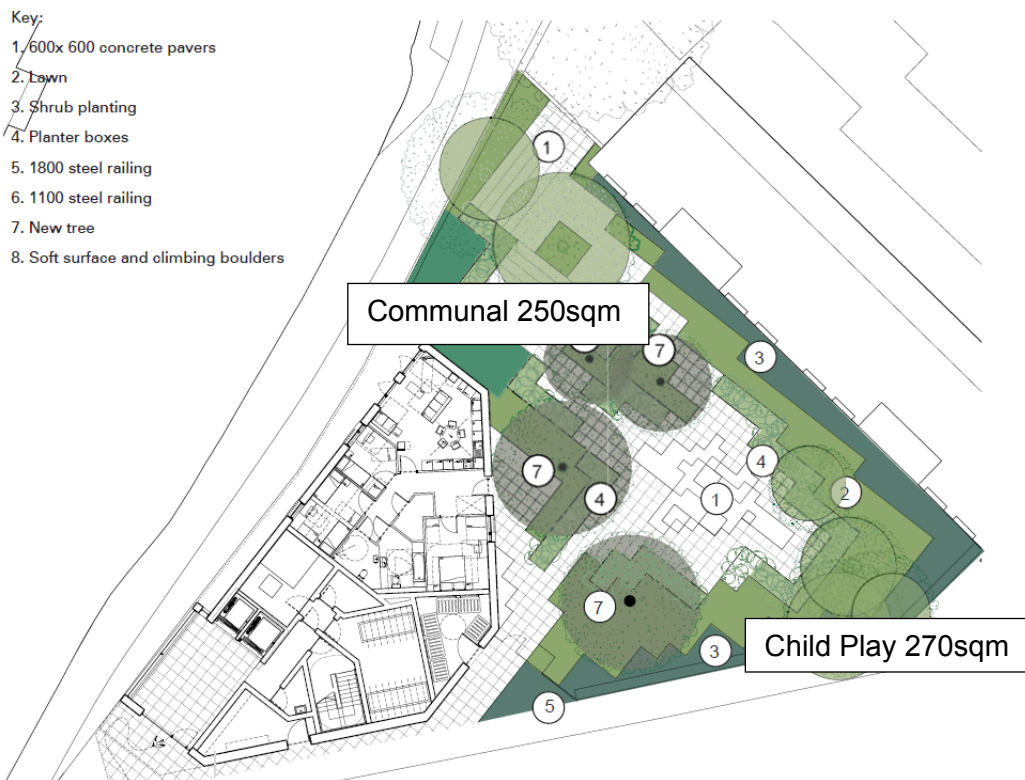 Key:
1. 600x 600 concrete pavers
2. Lawn
3. Shrub planting
4. Planter boxes
5. 1800 steel railing
6. 1100 steel railing
7. New tree
8. Soft surface and climbing boulders
1
Communal 250sqm
7
3
7
4
4
1
2
7
3
Child Play 270sqm
5